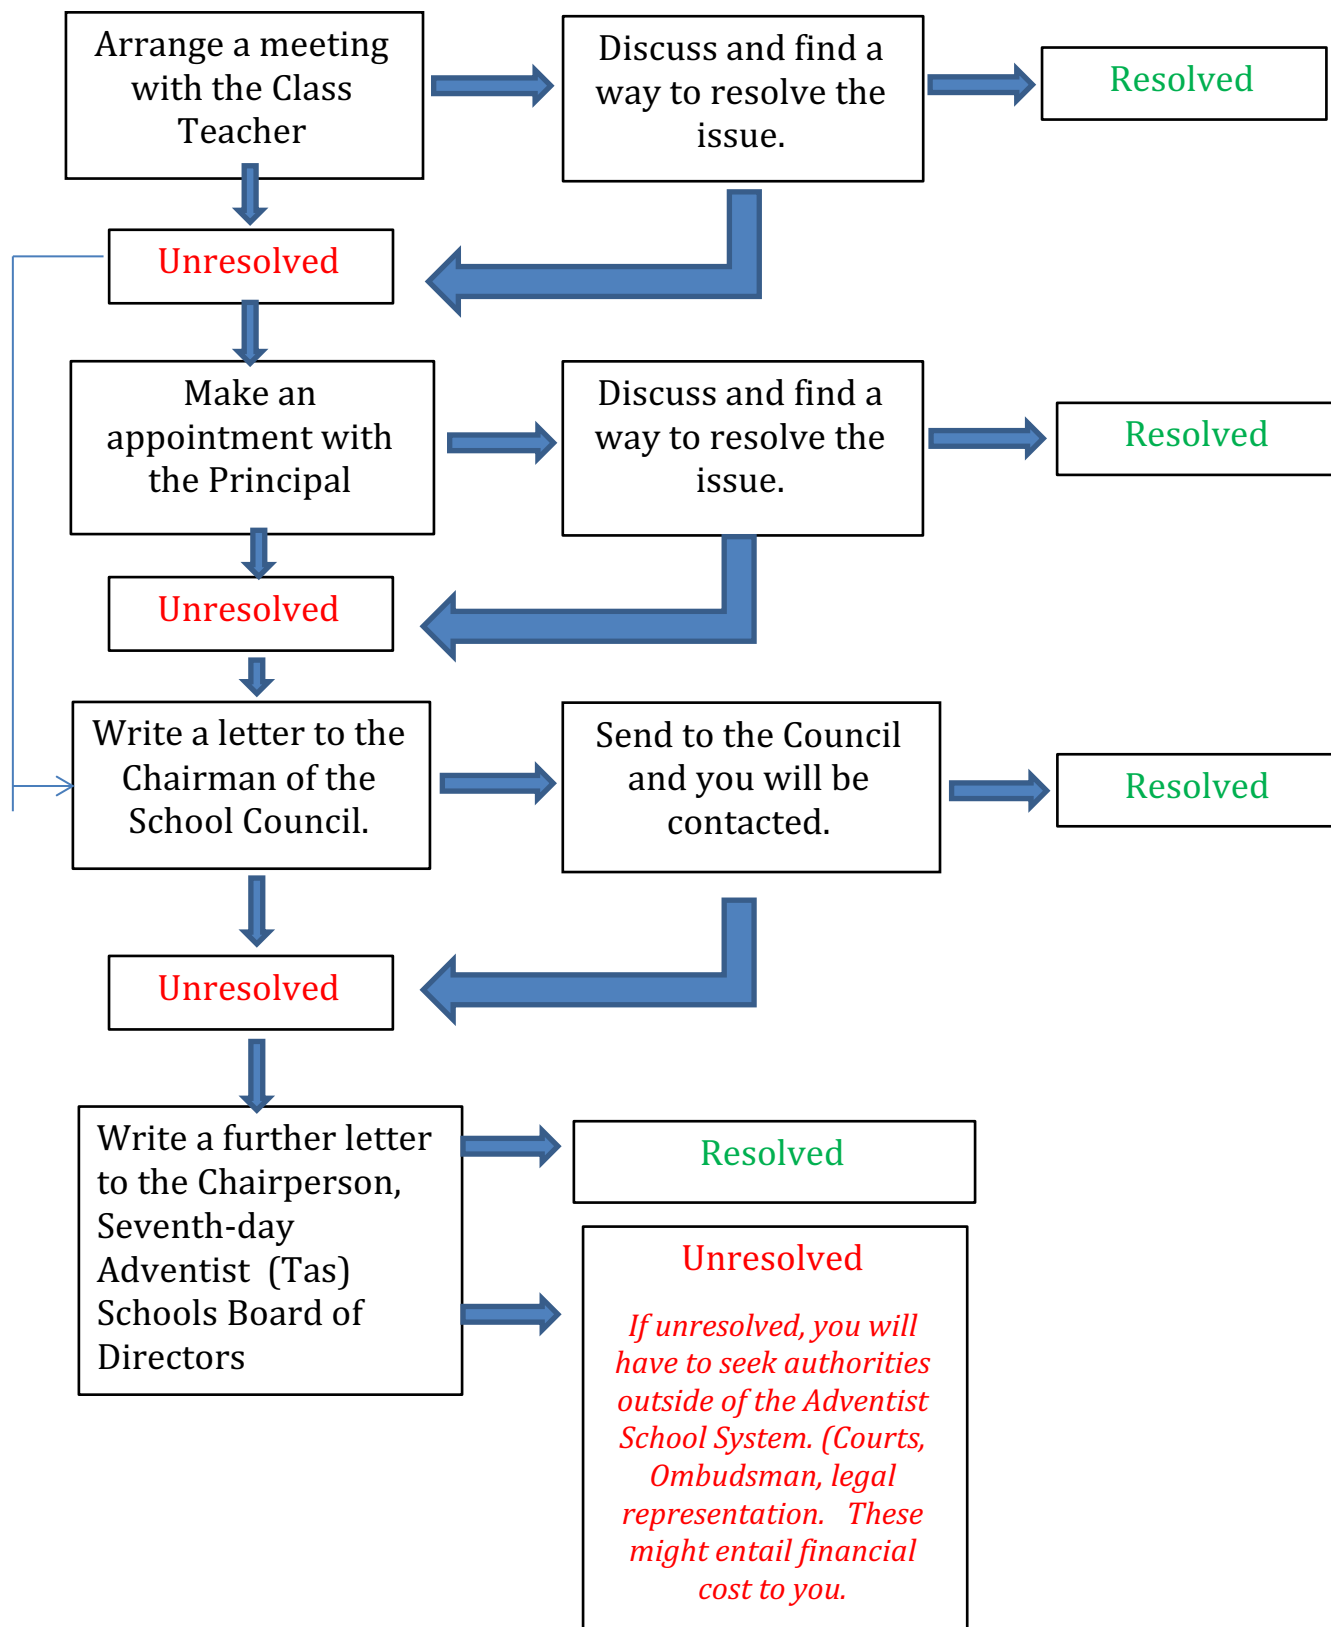 Arrange a meeting
with the Class
Teacher
Discuss and find a
way to resolve the
issue.
Resolved
Unresolved
Make an
appointment with
the Principal
Discuss and find a
way to resolve the
issue.
Resolved
Unresolved
Write a letter to the
Chairman of the
School Council.
Send to the Council
and you will be
contacted.
Resolved
Unresolved
Write a further letter
to the Chairperson,
Seventh-day
Adventist  (Tas)
Schools Board of
Directors
Resolved
Unresolved
If unresolved, you will
have to seek authorities
outside of the Adventist
School System. (Courts,
Ombudsman, legal
representation.   These
might entail financial
cost to you.